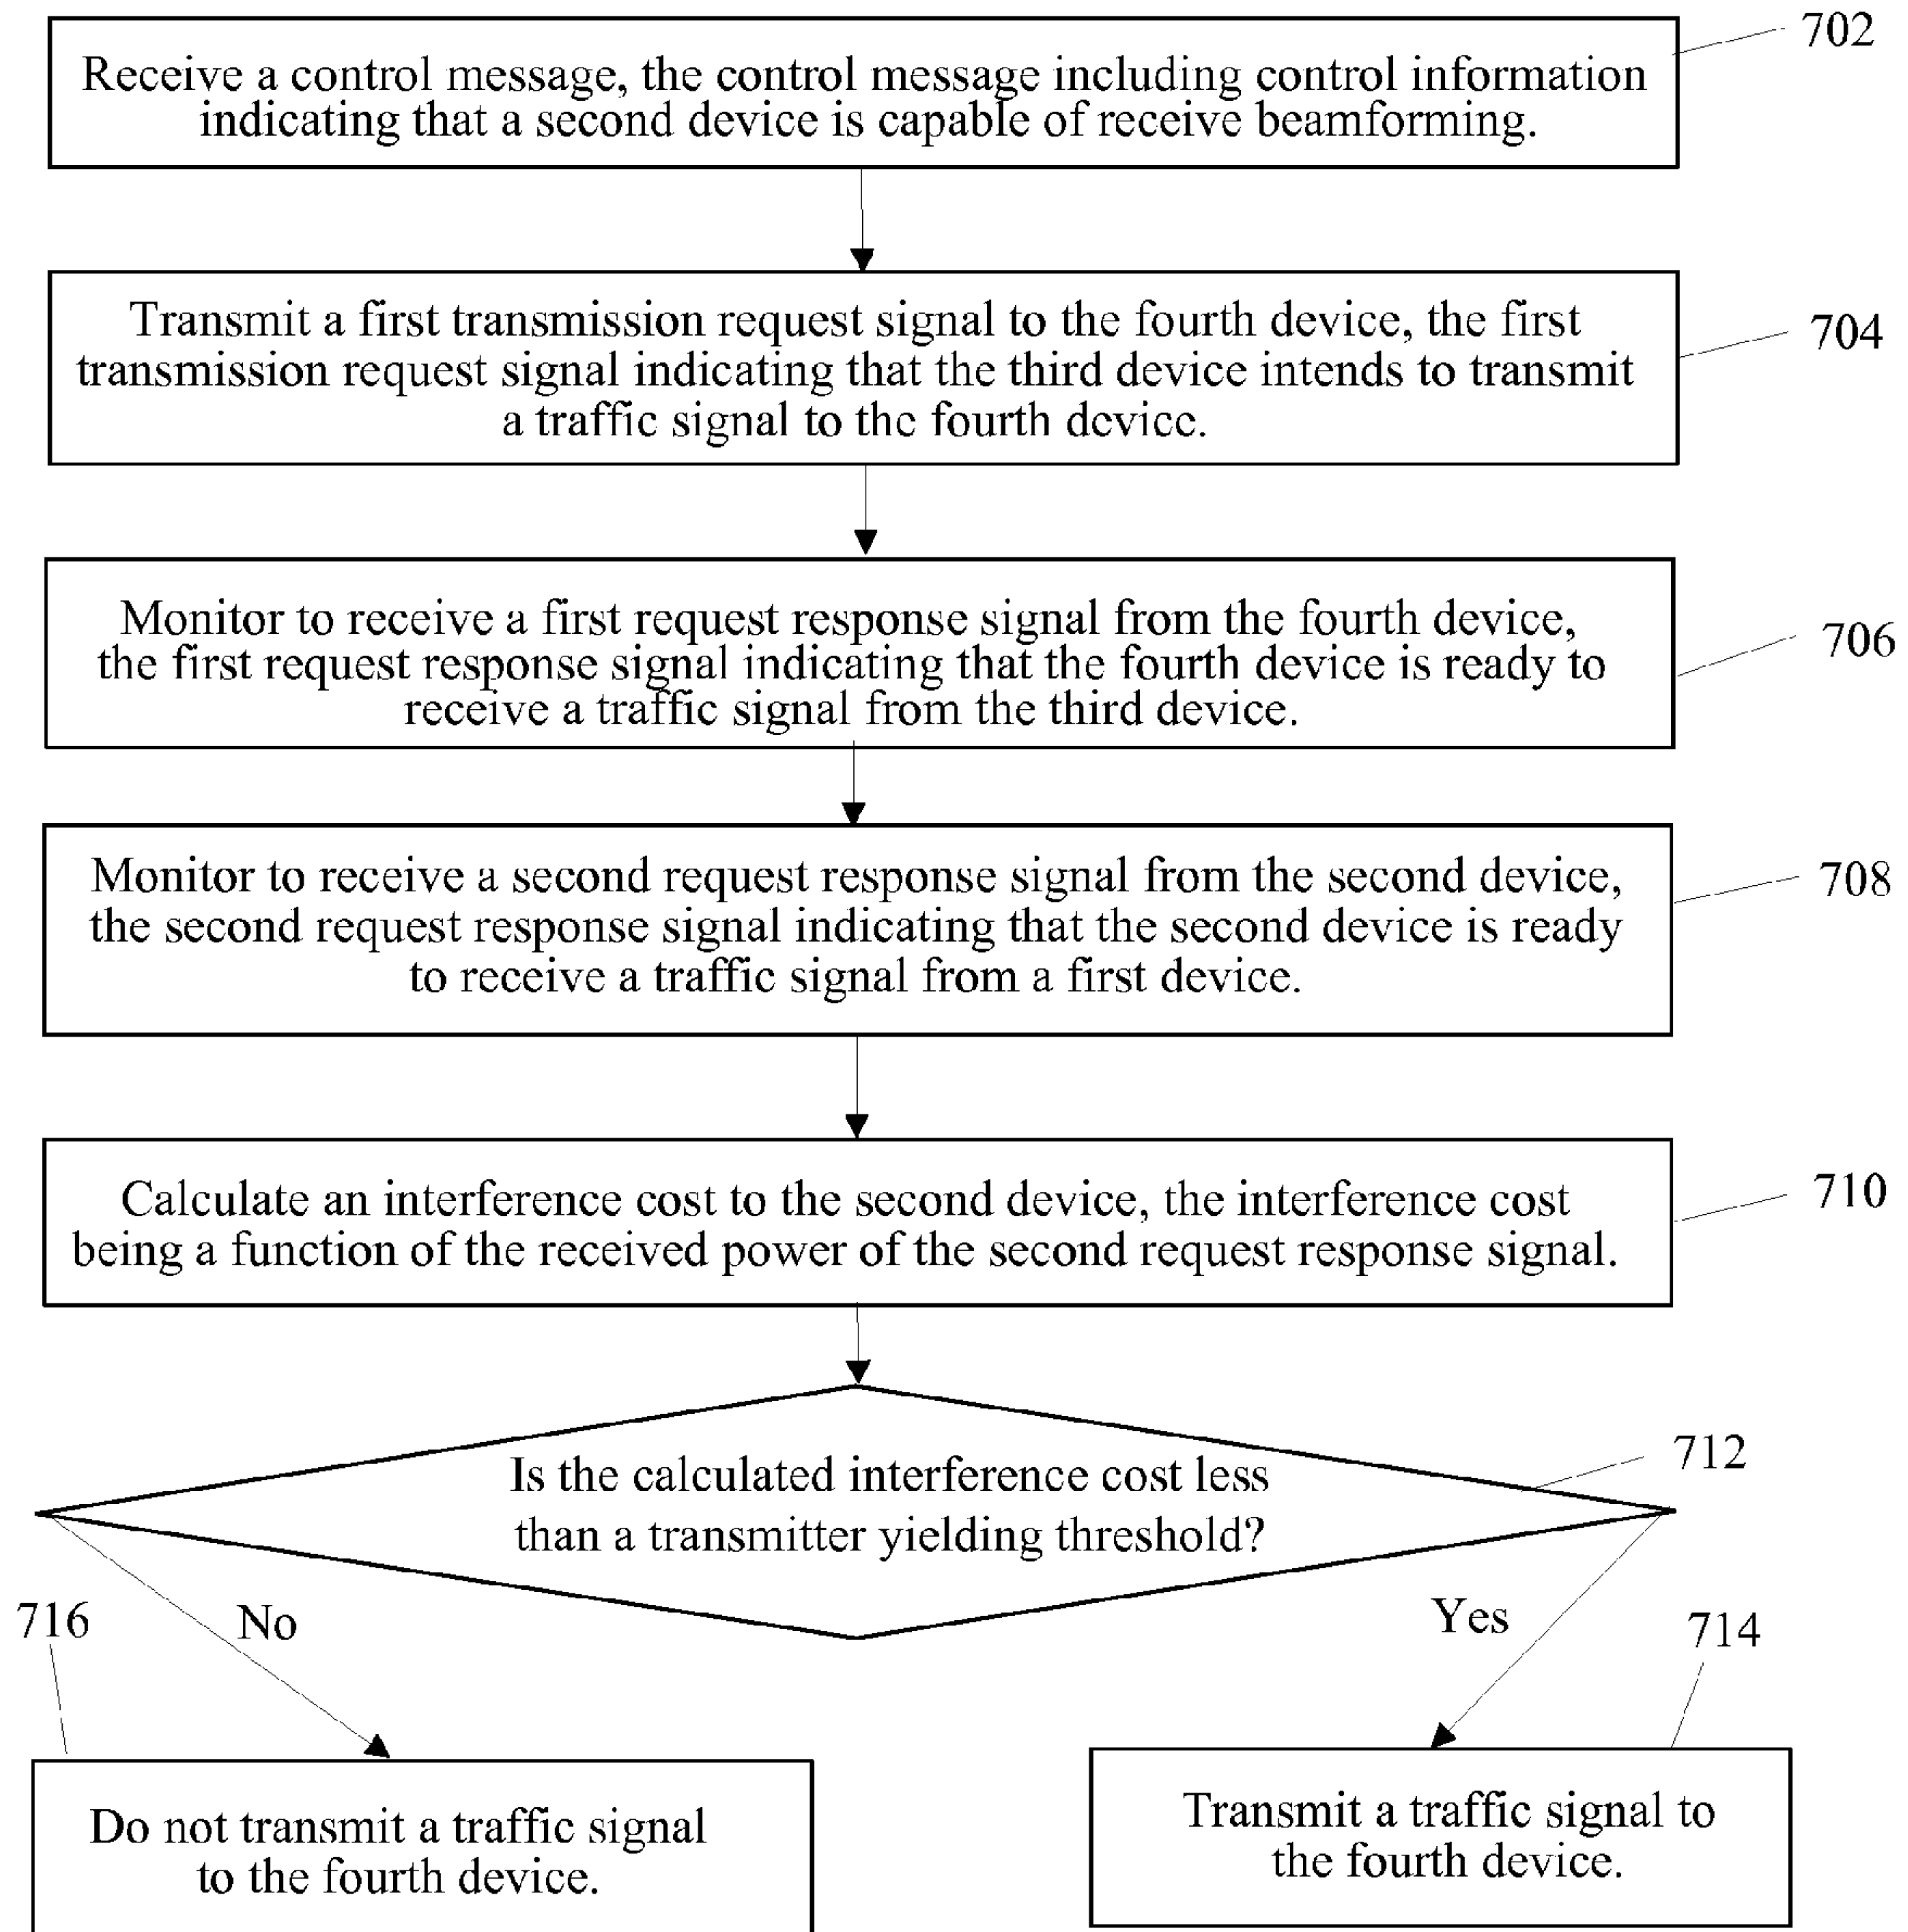 702
Receive a control message, the control message including control information
indicating that a second device is capable of receive beamforming.
Transmit a first transmission request signal to the fourth device, the first
transmission request signal indicating that the third device intends to transmit
a traffic signal to the fourth device.
704
Monitor to receive a first request response signal from the fourth device,
the first request response signal indicating that the fourth device is ready to
receive a traffic signal from the third device.
706
Monitor to receive a second request response signal from the second device,
the second request response signal indicating that the second device is ready
to receive a traffic signal from a first device.
708
Calculate an interference cost to the second device, the interference cost
being a function of the received power of the second request response signal.
710
Is the calculated interference cost less
than a transmitter yielding threshold?
712
716
No
Yes
714
Do not transmit a traffic signal
to the fourth device.
Transmit a traffic signal to
the fourth device.